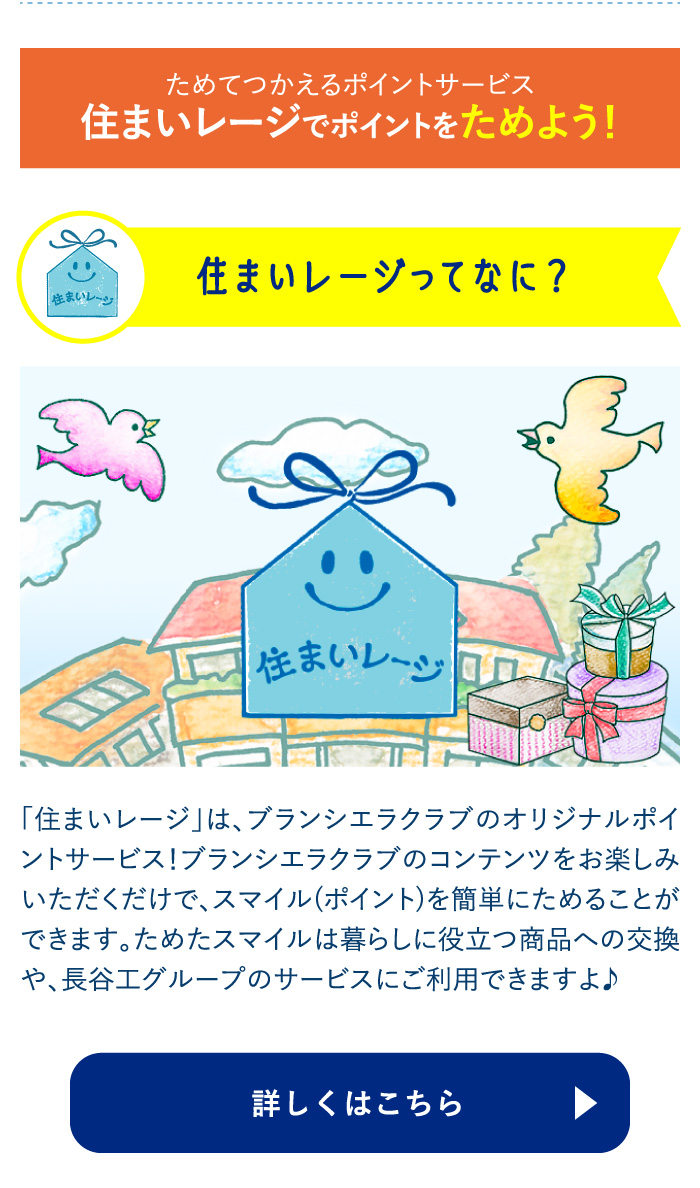 ためてつかえるポイントサービス
住まいレージでポイントをためよう!
住まいレージ
住まいレージってなに？
住まいレージ
「住まいレージ」は、ブランシエラクラブのオリジナルポイ
ントサービス！ブランシエラクラブのコンテンツをお楽しみ
いただくだけで、スマイル(ポイント)を簡単にためることが
できます。ためたスマイルは暮らしに役立つ商品への交換
や、長谷工グループのサービスにご利用できますよ♪
詳しくはこちら